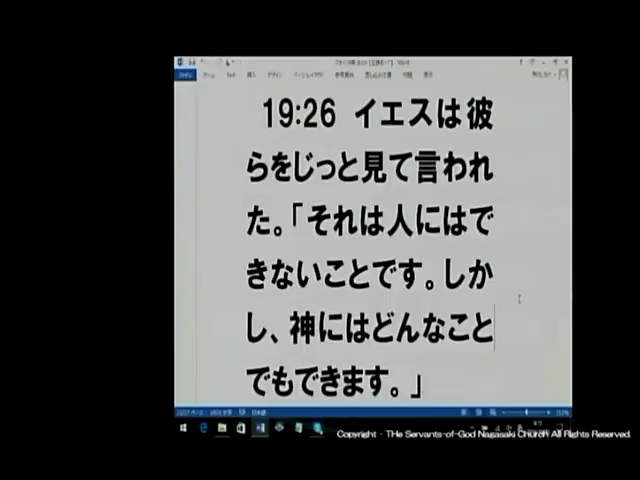 19:26 イエスは彼
らをじっと見て言われ
た。「それは人にはで
きないことです。しか
し、神にはどんなこと
でもできます。」
Copyright - THe Servants-of-God Nagasaki Church All Rights Reserved.